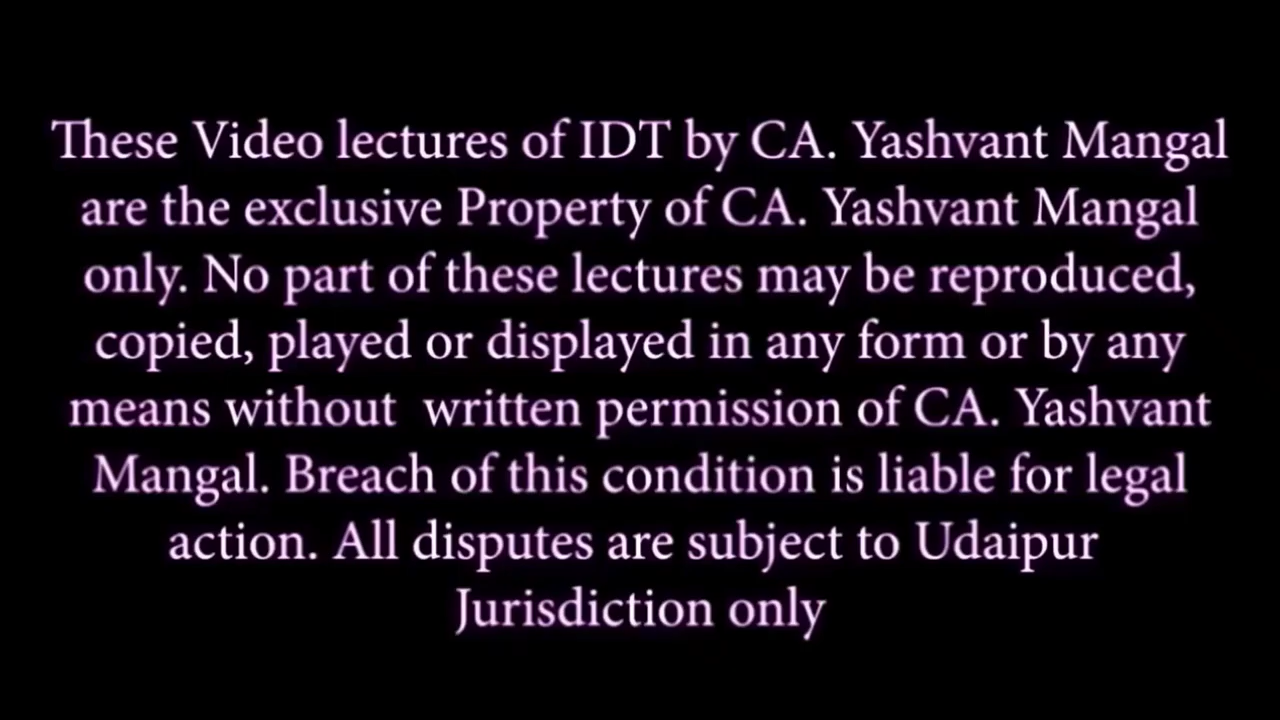 These Video lectures of IDT by CA. Yashvant Mangal
are the exclusive Property of CA. Yashvant Mangal
only. No part of these lectures may be reproduced,
copied, played or displayed in any form or by any
means without  written permission of CA. Yashvant
Mangal. Breach of this condition is liable for legal
action. All disputes are subject to Udaipur
Jurisdiction only